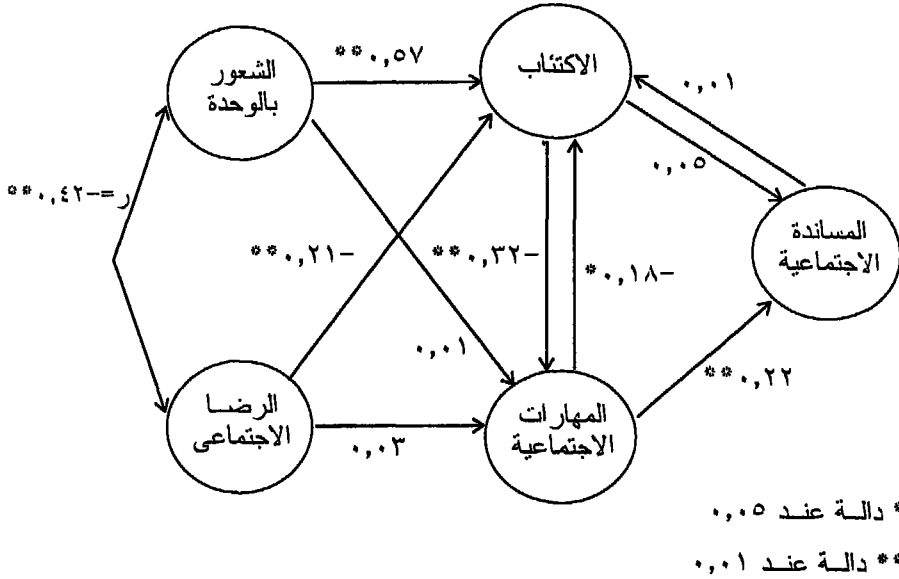 الشعور
بالوحدة
الاكتئاب
**٠,٥٧
٠,٠١
٠,٠٥
ر=-٠,٤٢**
المساندة
الاجتماعية
**٠,٢١-
**٠,٣٢-
*٠,١٨-
٠,٠١
**٠,٢٢
الرضا
الاجتماعى
٠,٠٣
المهارات
الاجتماعية
* دالة عند ٠,٠٥
** دالة عند ٠,٠١